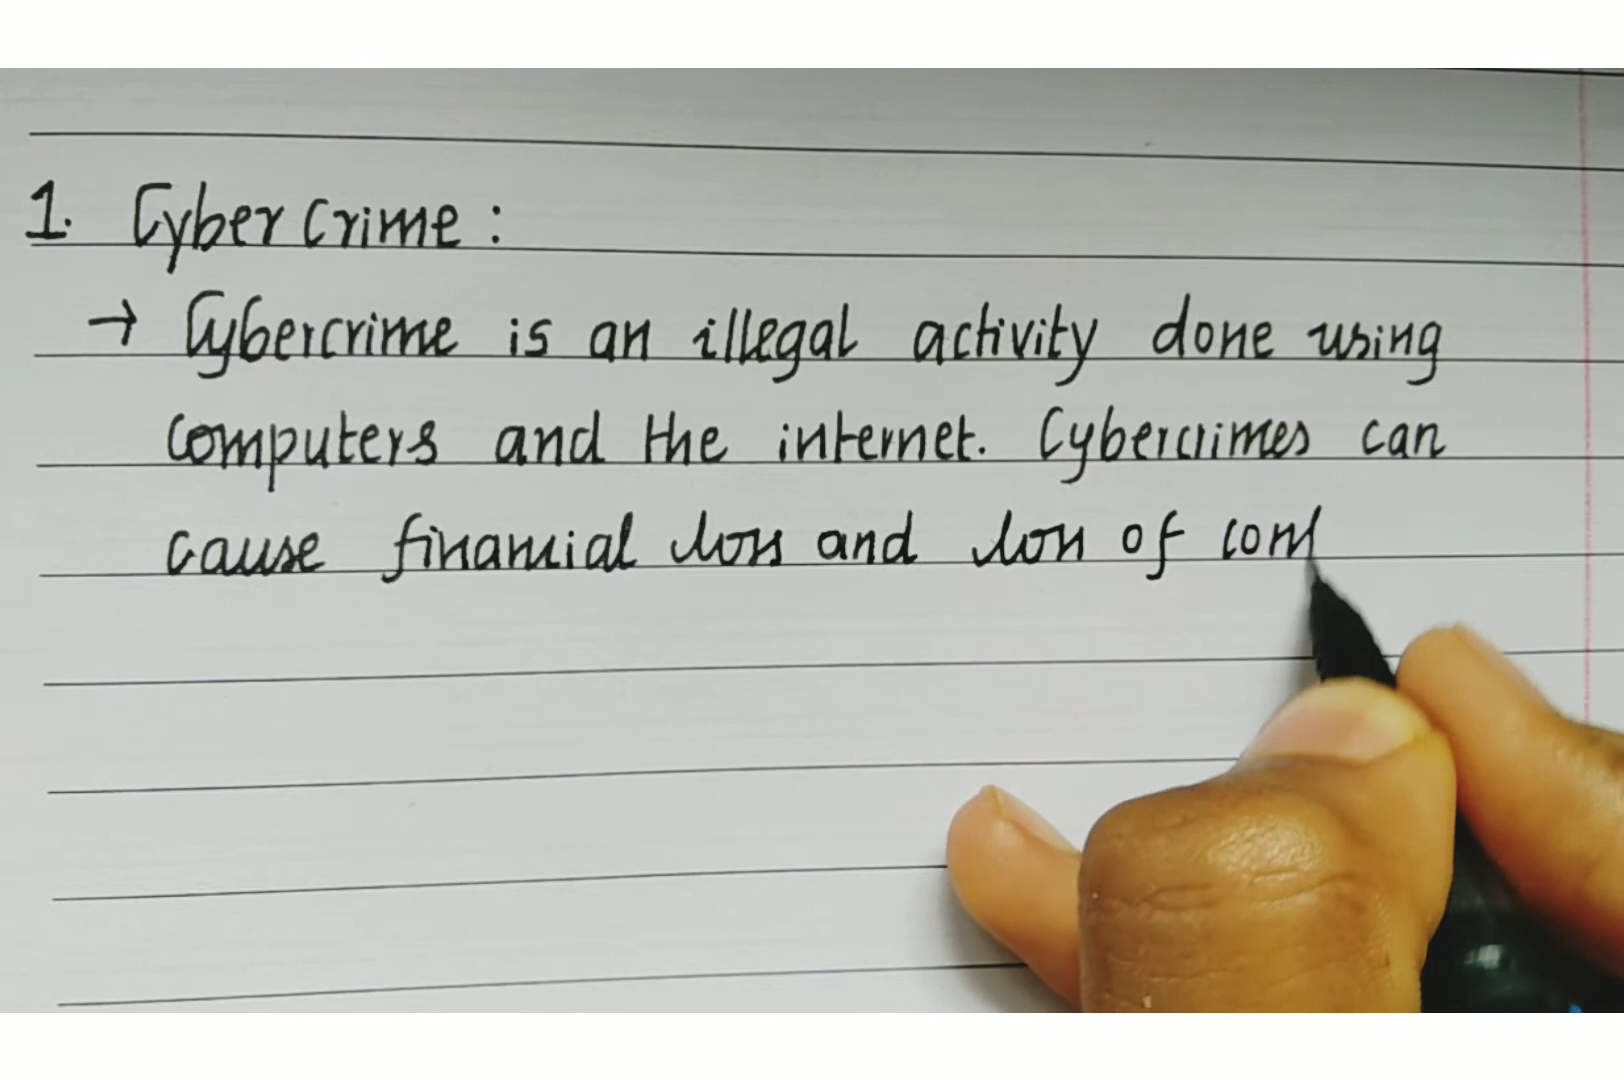 1. Cyber Crime :
→ Cybercrime is an illegal activity done using
computers and the internet. Cybercrimes can
cause financial loss and loss of con